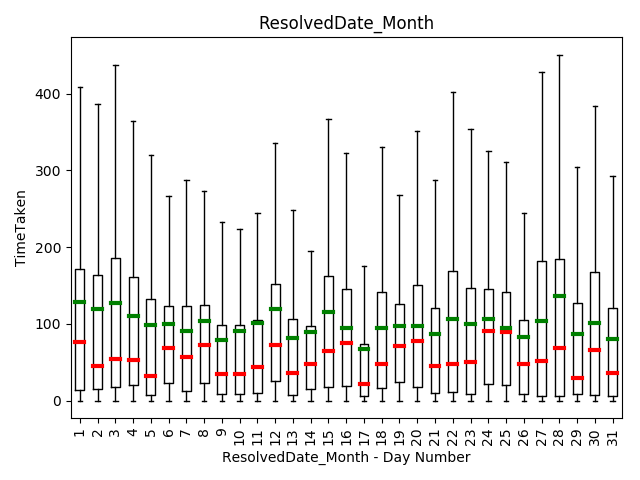 ResolvedDate_Month
TimeTaken
400
300
200
100
0
1 2 3 4 5 6 7 8 9 10 11 12 13 14 15 16 17 18 19 20 21 22 23 24 25 26 27 28 29 30 31
ResolvedDate_Month - Day Number